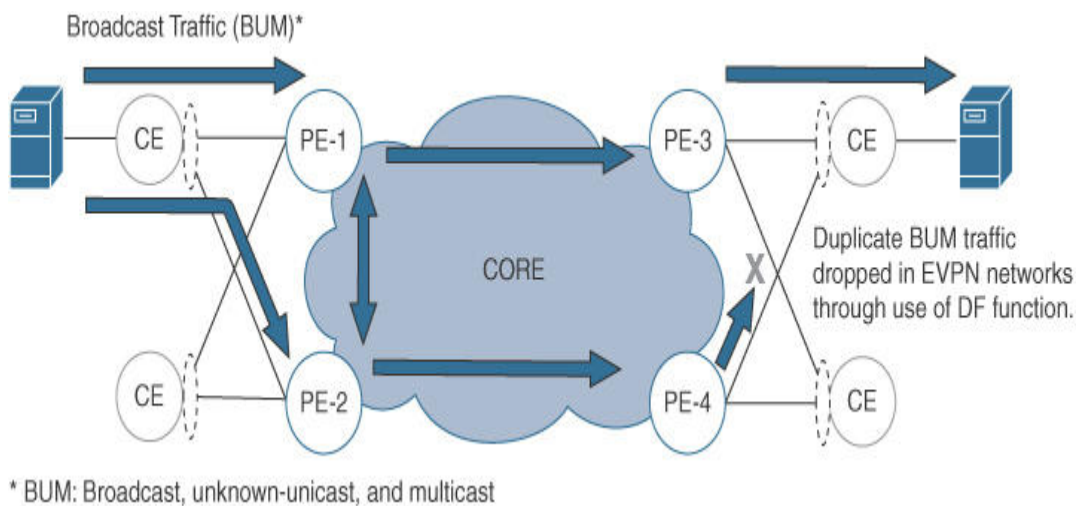 Broadcast Traffic (BUM)*
CE
PE-1
PE-3
CE
CORE
X
Duplicate BUM traffic
dropped in EVPN networks
through use of DF function.
CE
PE-2
PE-4
CE
* BUM: Broadcast, unknown-unicast, and multicast